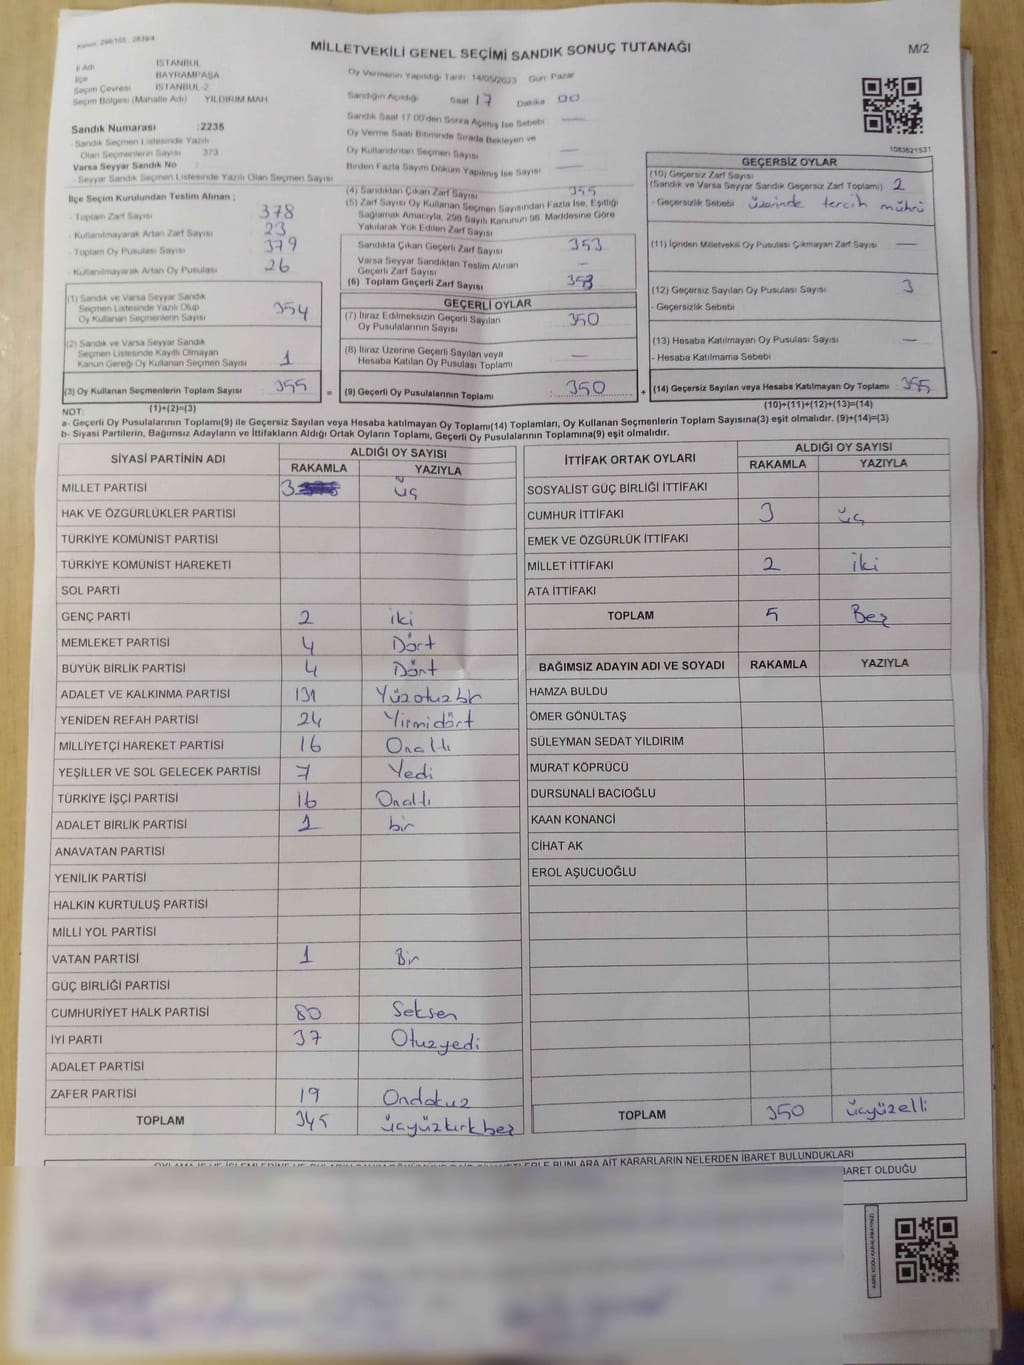 Kanun: 298/105 - 2839/4
MİLLETVEKİLİ GENEL SEÇİMİ SANDIK SONUÇ TUTANAĞI
M/2
İl Adı İSTANBUL
İlçe BAYRAMPAŞA
Seçim Çevresi İSTANBUL-2
Seçim Bölgesi (Mahalle Adı) YILDIRIM MAH
Sandık Numarası :2235
- Sandık Seçmen Listesinde Yazılı
Olan Seçmenlerin Sayısı 373
Varsa Seyyar Sandık No :
- Seyyar Sandık Seçmen Listesinde Yazılı Olan Seçmen Sayısı
Oy Vermenin Yapıldığı Tarih 14/05/2023 Gün Pazar
Sandığın Açıldığı Saat 17 Dakika 00
Sandık Saat 17.00'den Sonra Açılmış İse Sebebi —
Oy Verme Saati Bitiminde Sırada Bekleyen ve
Oy Kullandırılan Seçmen Sayısı —
Birden Fazla Sayım Döküm Yapılmış İse Sayısı —
1083621531
İlçe Seçim Kurulundan Teslim Alınan ;
- Toplam Zarf Sayısı 378
- Kullanılmayarak Artan Zarf Sayısı 23
- Toplam Oy Pusulası Sayısı 379
- Kullanılmayarak Artan Oy Pusulası 26
(1) Sandık ve Varsa Seyyar Sandık
Seçmen Listesinde Yazılı Olup
Oy Kullanan Seçmenlerin Sayısı 354
(2) Sandık ve Varsa Seyyar Sandık
Seçmen Listesinde Kayıtlı Olmayan
Kanun Gereği Oy Kullanan Seçmen Sayısı 1
(3) Oy Kullanan Seçmenlerin Toplam Sayısı 355
(1)+(2)=(3)
(4) Sandıktan Çıkan Zarf Sayısı 355
(5) Zarf Sayısı Oy Kullanan Seçmen Sayısından Fazla İse, Eşitliği
Sağlamak Amacıyla, 298 Sayılı Kanunun 98. Maddesine Göre
Yakılarak Yok Edilen Zarf Sayısı
Sandıkta Çıkan Geçerli Zarf Sayısı 353
Varsa Seyyar Sandıktan Teslim Alınan
Geçerli Zarf Sayısı —
(6) Toplam Geçerli Zarf Sayısı 353
GEÇERLİ OYLAR
(7) İtiraz Edilmeksizin Geçerli Sayılan
Oy Pusulalarının Sayısı 350
(8) İtiraz Üzerine Geçerli Sayılan veya
Hesaba Katılan Oy Pusulası Toplamı —
= (9) Geçerli Oy Pusulalarının Toplamı 350 +
GEÇERSİZ OYLAR
(10) Geçersiz Zarf Sayısı
(Sandık ve Varsa Seyyar Sandık Geçersiz Zarf Toplamı) 2
- Geçersizlik Sebebi üzerinde tercih mührü
(11) İçinden Milletvekili Oy Pusulası Çıkmayan Zarf Sayısı —
(12) Geçersiz Sayılan Oy Pusulası Sayısı 3
- Geçersizlik Sebebi
(13) Hesaba Katılmayan Oy Pusulası Sayısı —
- Hesaba Katılmama Sebebi
(14) Geçersiz Sayılan veya Hesaba Katılmayan Oy Toplamı 355
(10)+(11)+(12)+(13)=(14)
NOT:
a- Geçerli Oy Pusulalarının Toplamı(9) ile Geçersiz Sayılan veya Hesaba katılmayan Oy Toplamı(14) Toplamları, Oy Kullanan Seçmenlerin Toplam Sayısına(3) eşit olmalıdır. (9)+(14)=(3)
b- Siyasi Partilerin, Bağımsız Adayların ve İttifakların Aldığı Ortak Oyların Toplamı, Geçerli Oy Pusulalarının Toplamına(9) eşit olmalıdır.
SİYASİ PARTİNİN ADI ALDIĞI OY SAYISI
RAKAMLA YAZIYLA
MİLLET PARTİSİ 3 üç
HAK VE ÖZGÜRLÜKLER PARTİSİ
TÜRKİYE KOMÜNİST PARTİSİ
TÜRKİYE KOMÜNİST HAREKETİ
SOL PARTİ
GENÇ PARTİ 2 iki
MEMLEKET PARTİSİ 4 Dört
BÜYÜK BİRLİK PARTİSİ 4 Dört
ADALET VE KALKINMA PARTİSİ 131 Yüzotuzbir
YENİDEN REFAH PARTİSİ 24 Yirmidört
MİLLİYETÇİ HAREKET PARTİSİ 16 Onaltı
YEŞİLLER VE SOL GELECEK PARTİSİ 7 Yedi
TÜRKİYE İŞÇİ PARTİSİ 16 Onaltı
ADALET BİRLİK PARTİSİ 1 bir
ANAVATAN PARTİSİ
YENİLİK PARTİSİ
HALKIN KURTULUŞ PARTİSİ
MİLLİ YOL PARTİSİ
VATAN PARTİSİ 1 Bir
GÜÇ BİRLİĞİ PARTİSİ
CUMHURİYET HALK PARTİSİ 80 Seksen
İYİ PARTİ 37 Otuzyedi
ADALET PARTİSİ
ZAFER PARTİSİ 19 Ondokuz
TOPLAM 345 üçyüzkırkbeş
İTTİFAK ORTAK OYLARI ALDIĞI OY SAYISI
RAKAMLA YAZIYLA
SOSYALİST GÜÇ BİRLİĞİ İTTİFAKI
CUMHUR İTTİFAKI 3 üç
EMEK VE ÖZGÜRLÜK İTTİFAKI
MİLLET İTTİFAKI 2 iki
ATA İTTİFAKI
TOPLAM 5 Beş
BAĞIMSIZ ADAYIN ADI VE SOYADI RAKAMLA YAZIYLA
HAMZA BULDU
ÖMER GÖNÜLTAŞ
SÜLEYMAN SEDAT YILDIRIM
MURAT KÖPRÜCÜ
DURSUNALİ BACIOĞLU
KAAN KONANCİ
CİHAT AK
EROL AŞUCUOĞLU
TOPLAM 350 üçyüzelli
BUNLARA AİT KARARLARIN NELERDEN İBARET BULUNDUKLARI
İBARET OLDUĞU